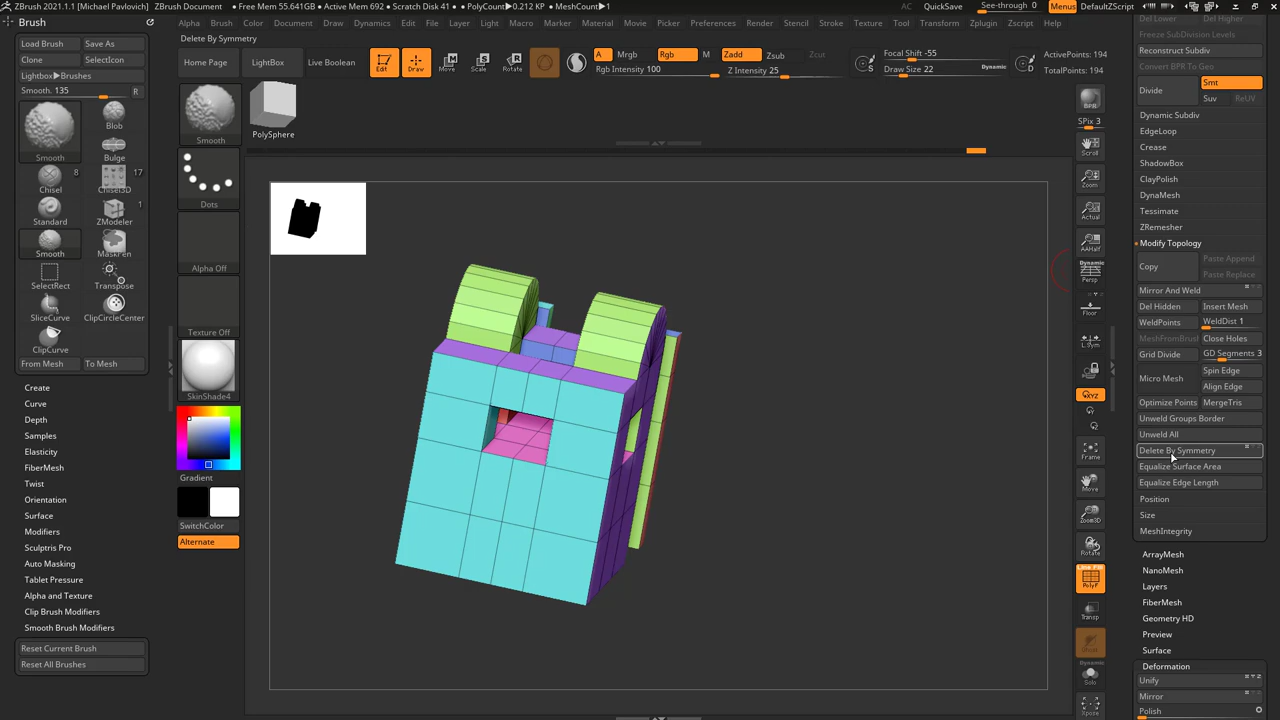 ZBrush 2021.1.1 [Michael Pavlovich] ZBrush Document • Free Mem 55.641GB • Active Mem 692 • Scratch Disk 41 • PolyCount▶0.212 KP • MeshCount▶1 AC QuickSave See-through 0 Menus DefaultZScript
Brush Alpha Brush Color Document Draw Dynamics Edit File Layer Light Macro Marker Material Movie Picker Preferences Render Stencil Stroke Texture Tool Transform Zplugin Zscript Help
Delete By Symmetry
Load Brush Save As
Clone SelectIcon
Lightbox▶Brushes
Smooth. 135 R
Smooth
Blob
Bulge
Chisel 8
Chisel3D 17
Standard
ZModeler 1
Smooth
MaskPen
SelectRect
Transpose
SliceCurve
ClipCircleCenter
ClipCurve
From Mesh To Mesh
Create
Curve
Depth
Samples
Elasticity
FiberMesh
Twist
Orientation
Surface
Modifiers
Sculptris Pro
Auto Masking
Tablet Pressure
Alpha and Texture
Clip Brush Modifiers
Smooth Brush Modifiers
Reset Current Brush
Reset All Brushes
Home Page LightBox Live Boolean
Edit Draw Move Scale Rotate
A Mrgb Rgb M Zadd Zsub Zcut
Rgb Intensity 100 Z Intensity 25
S Focal Shift -55
Draw Size 22 Dynamic
D
ActivePoints: 194
TotalPoints: 194
Smooth
PolySphere
Dots
Alpha Off
Texture Off
SkinShade4
Gradient
SwitchColor
Alternate
BPR
SPix 3
Scroll
Zoom
Actual
AAHalf
Dynamic
Persp
Floor
L.Sym
XYZ
Frame
Move
Zoom3D
Rotate
Line Fill
PolyF
Transp
Dynamic
Solo
Xpose
Del Lower Del Higher
Freeze SubDivision Levels
Reconstruct Subdiv
Convert BPR To Geo
Divide Smt
Suv ReUV
Dynamic Subdiv
EdgeLoop
Crease
ShadowBox
ClayPolish
DynaMesh
Tessimate
ZRemesher
Modify Topology
Copy Paste Append
Paste Replace
Mirror And Weld
Del Hidden Insert Mesh
WeldPoints WeldDist 1
MeshFromBrush Close Holes
Grid Divide GD Segments 3
Micro Mesh Spin Edge
Align Edge
Optimize Points MergeTris
Unweld Groups Border
Unweld All
Delete By Symmetry
Equalize Surface Area
Equalize Edge Length
Position
Size
MeshIntegrity
ArrayMesh
NanoMesh
Layers
FiberMesh
Geometry HD
Preview
Surface
Deformation
Unify
Mirror
Polish